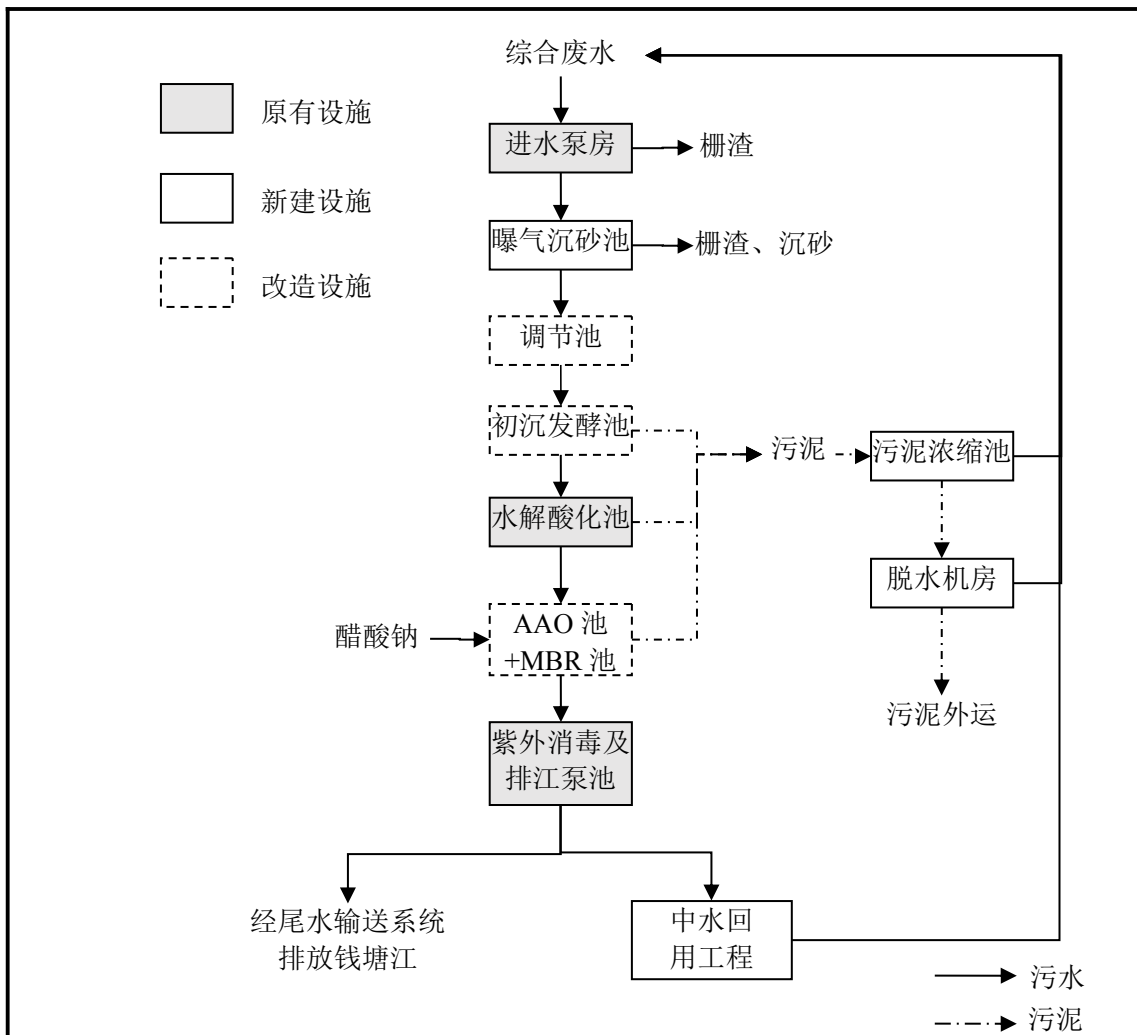 综合废水
原有设施
进水泵房
栅渣
新建设施
曝气沉砂池
栅渣、沉砂
改造设施
调节池
初沉发酵池
污泥
污泥浓缩池
水解酸化池
脱水机房
醋酸钠
AAO 池
+MBR 池
污泥外运
紫外消毒及
排江泵池
经尾水输送系统
排放钱塘江
中水回
用工程
污水
污泥